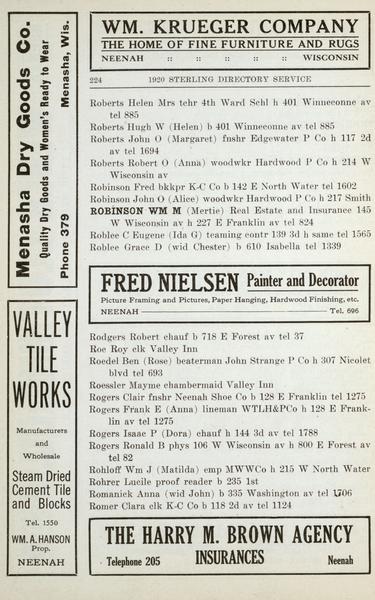 Menasha Dry Goods Co.
Quality Dry Goods and Women's Ready to Wear
Phone 379 Menasha, Wis.
VALLEY
TILE
WORKS
Manufacturers
and
Wholesale
Steam Dried
Cement Tile
and Blocks
Tel. 1550
WM. A. HANSON
Prop.
NEENAH
WM. KRUEGER COMPANY
THE HOME OF FINE FURNITURE AND RUGS
NEENAH :: :: :: :: :: WISCONSIN
224 1920 STERLING DIRECTORY SERVICE
Roberts Helen Mrs tchr 4th Ward Schl h 401 Winneconne av
tel 885
Roberts Hugh W (Helen) b 401 Winneconne av tel 885
Roberts John O (Margaret) fnshr Edgewater P Co h 117 2d
av tel 1694
Roberts Robert O (Anna) woodwkr Hardwood P Co h 214 W
Wisconsin av
Robinson Fred bkkpr K-C Co b 142 E North Water tel 1602
Robinson John O (Alice) woodwkr Hardwood P Co h 217 Smith
ROBINSON WM M (Mertie) Real Estate and Insurance 145
W Wisconsin av h 227 E Franklin av tel 824
Roblee C Eugene (Ida G) teaming contr 139 3d h same tel 1565
Roblee Grace D (wid Chester) b 610 Isabella tel 1339
FRED NIELSEN Painter and Decorator
Picture Framing and Pictures, Paper Hanging, Hardwood Finishing, etc.
NEENAH Tel. 696
Rodgers Robert chauf b 718 E Forest av tel 37
Roe Roy clk Valley Inn
Roedel Ben (Rose) beaterman John Strange P Co h 307 Nicolet
blvd tel 693
Roessler Mayme chambermaid Valley Inn
Rogers Clair fnshr Neenah Shoe Co b 128 E Franklin tel 1275
Rogers Frank E (Anna) lineman WTLH&PCo h 128 E Frank-
klin av tel 1275
Rogers Isaac P (Dora) chauf h 144 3d av tel 1788
Rogers Ronald B phys 106 W Wisconsin av h 800 E Forest av
tel 82
Rohloff Wm J (Matilda) emp MWWCo h 215 W North Water
Rohrer Lucile proof reader b 235 1st
Romanick Anna (wid John) b 335 Washington av tel 1706
Romer Clara clk K-C Co b 118 2d av tel 1124
THE HARRY M. BROWN AGENCY
Telephone 205 INSURANCES Neenah